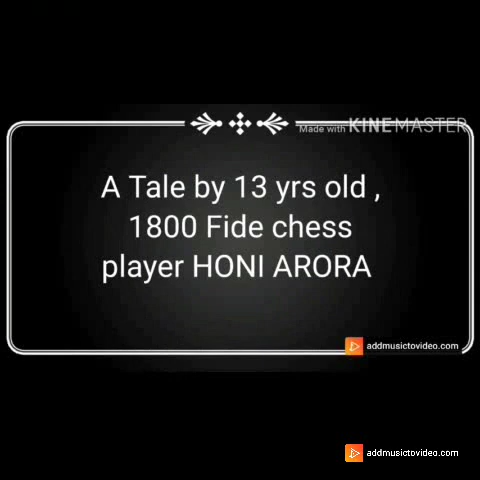 Made with KINEMASTER
A Tale by 13 yrs old ,
1800 Fide chess
player HONI ARORA
addmusictovideo.com
addmusictovideo.com